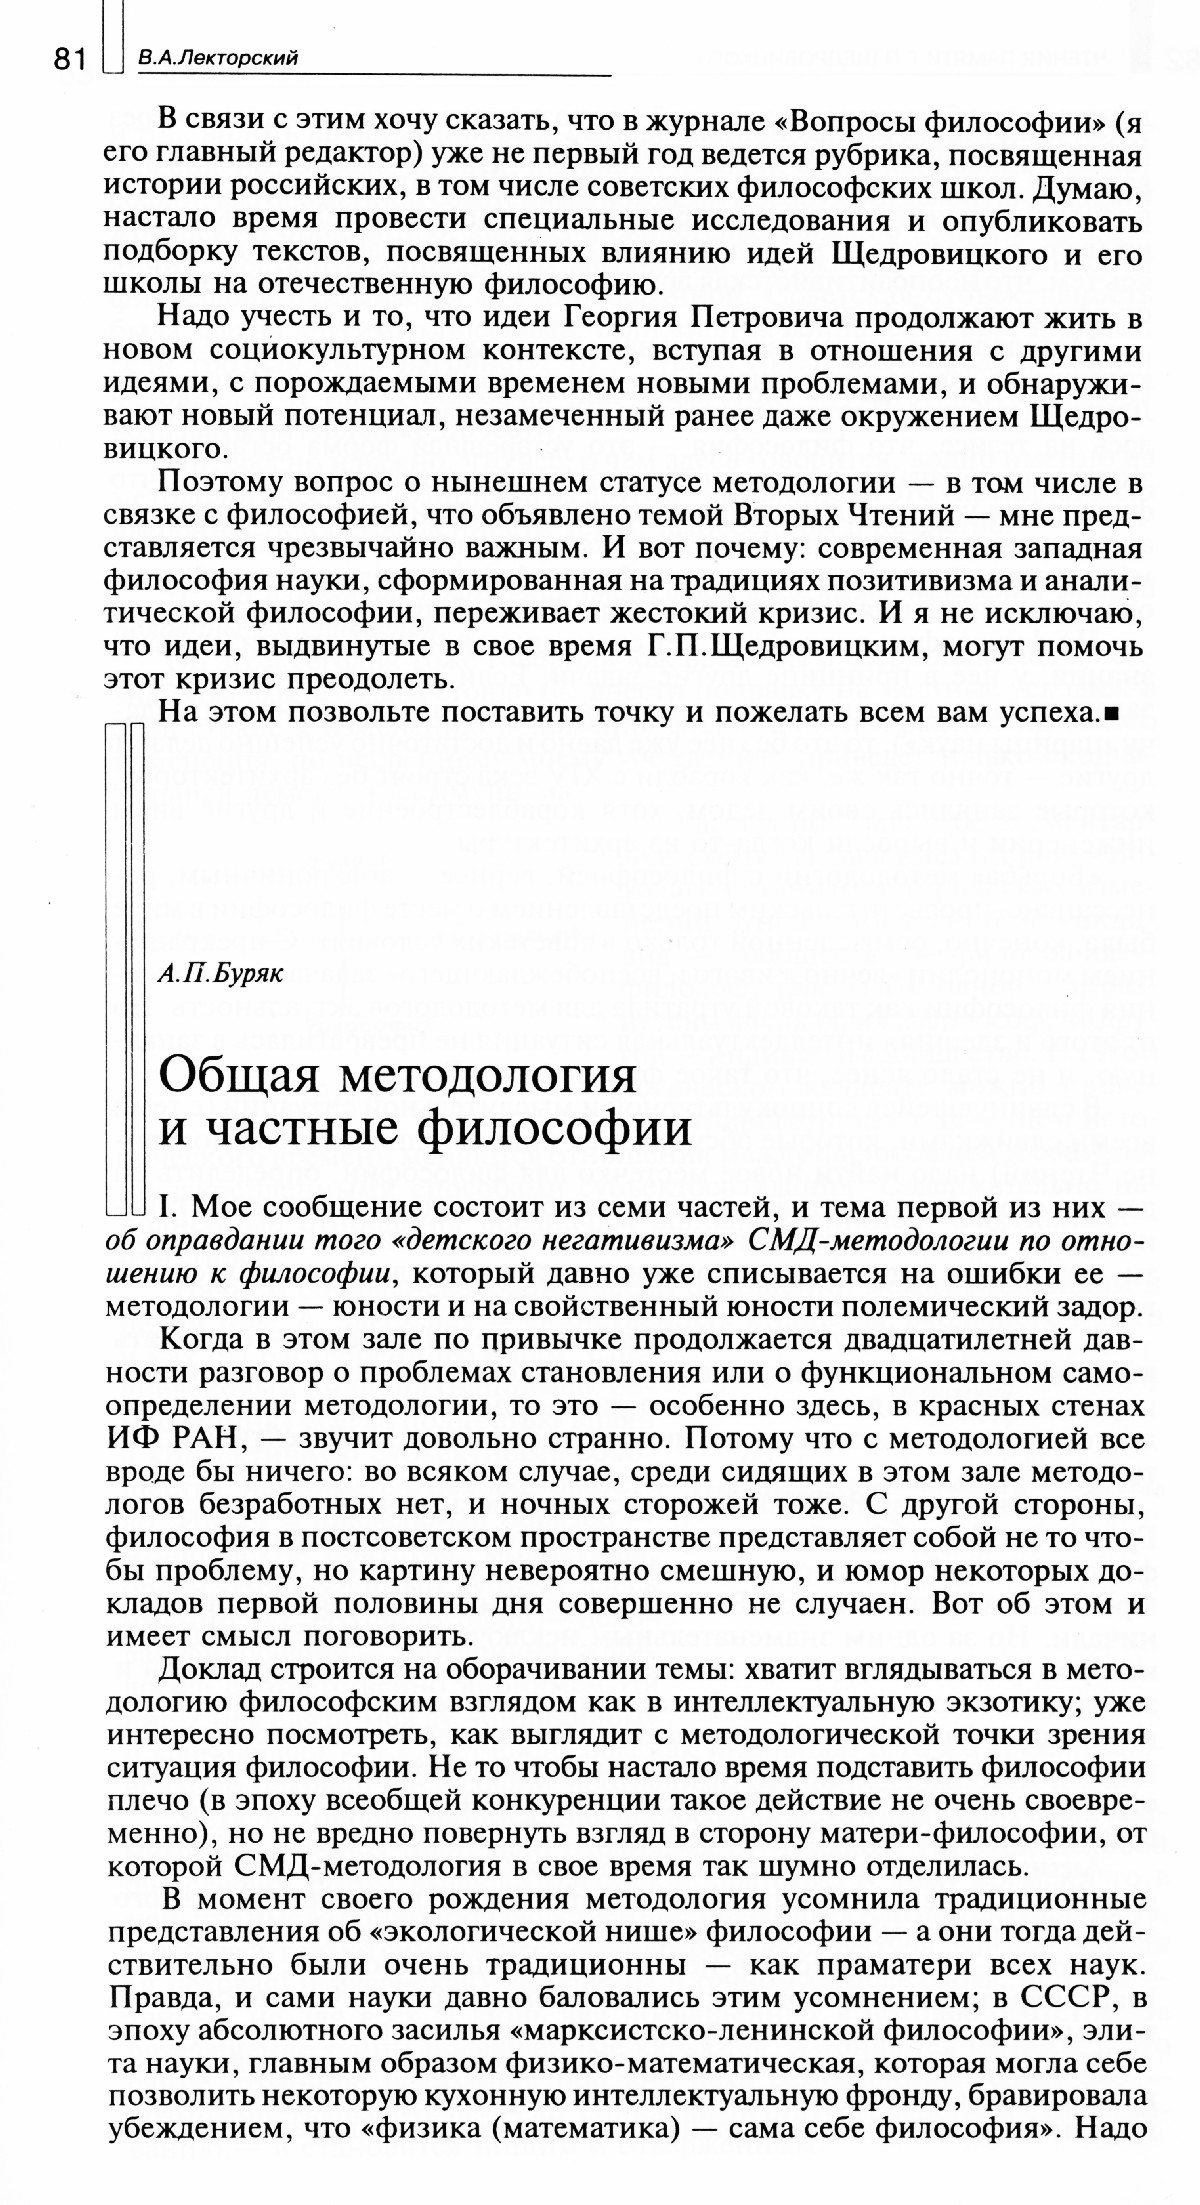 81
В.А.Лекторский
В связи с этим хочу сказать, что в журнале «Вопросы философии» (я
его главный редактор) уже не первый год ведется рубрика, посвященная
истории российских, в том числе советских философских школ. Думаю,
настало время провести специальные исследования и опубликовать
подборку текстов, посвященных влиянию идей Щедровицкого и его
школы на отечественную философию.
Надо учесть и то, что идеи Георгия Петровича продолжают жить в
новом социокультурном контексте, вступая в отношения с другими
идеями, с порождаемыми временем новыми проблемами, и обнаружи-
вают новый потенциал, незамеченный ранее даже окружением Щедро-
вицкого.
Поэтому вопрос о нынешнем статусе методологии — в том числе в
связке с философией, что объявлено темой Вторых Чтений — мне пред-
ставляется чрезвычайно важным. И вот почему: современная западная
философия науки, сформированная на традициях позитивизма и анали-
тической философии, переживает жестокий кризис. И я не исключаю,
что идеи, выдвинутые в свое время Г.П.Щедровицким, могут помочь
этот кризис преодолеть.
На этом позвольте поставить точку и пожелать всем вам успеха.■
А.П.Буряк
Общая методология
и частные философии
I. Мое сообщение состоит из семи частей, и тема первой из них —
об оправдании того «детского негативизма» СМД-методологии по отно-
шению к философии, который давно уже списывается на ошибки ее —
методологии — юности и на свойственный юности полемический задор.
Когда в этом зале по привычке продолжается двадцатилетней дав-
ности разговор о проблемах становления или о функциональном само-
определении методологии, то это — особенно здесь, в красных стенах
ИФ РАН, — звучит довольно странно. Потому что с методологией все
вроде бы ничего: во всяком случае, среди сидящих в этом зале методо-
логов безработных нет, и ночных сторожей тоже. С другой стороны,
философия в постсоветском пространстве представляет собой не то что-
бы проблему, но картину невероятно смешную, и юмор некоторых до-
кладов первой половины дня совершенно не случаен. Вот об этом и
имеет смысл поговорить.
Доклад строится на оборачивании темы: хватит вглядываться в мето-
дологию философским взглядом как в интеллектуальную экзотику; уже
интересно посмотреть, как выглядит с методологической точки зрения
ситуация философии. Не то чтобы настало время подставить философии
плечо (в эпоху всеобщей конкуренции такое действие не очень своевре-
менно), но не вредно повернуть взгляд в сторону матери-философии, от
которой СМД-методология в свое время так шумно отделилась.
В момент своего рождения методология усомнила традиционные
представления об «экологической нише» философии — а они тогда дей-
ствительно были очень традиционны — как праматери всех наук.
Правда, и сами науки давно баловались этим усомнением; в СССР, в
эпоху абсолютного засилья «марксистско-ленинской философии», эли-
та науки, главным образом физико-математическая, которая могла себе
позволить некоторую кухонную интеллектуальную фронду, бравировала
убеждением, что «физика (математика) — сама себе философия». Надо